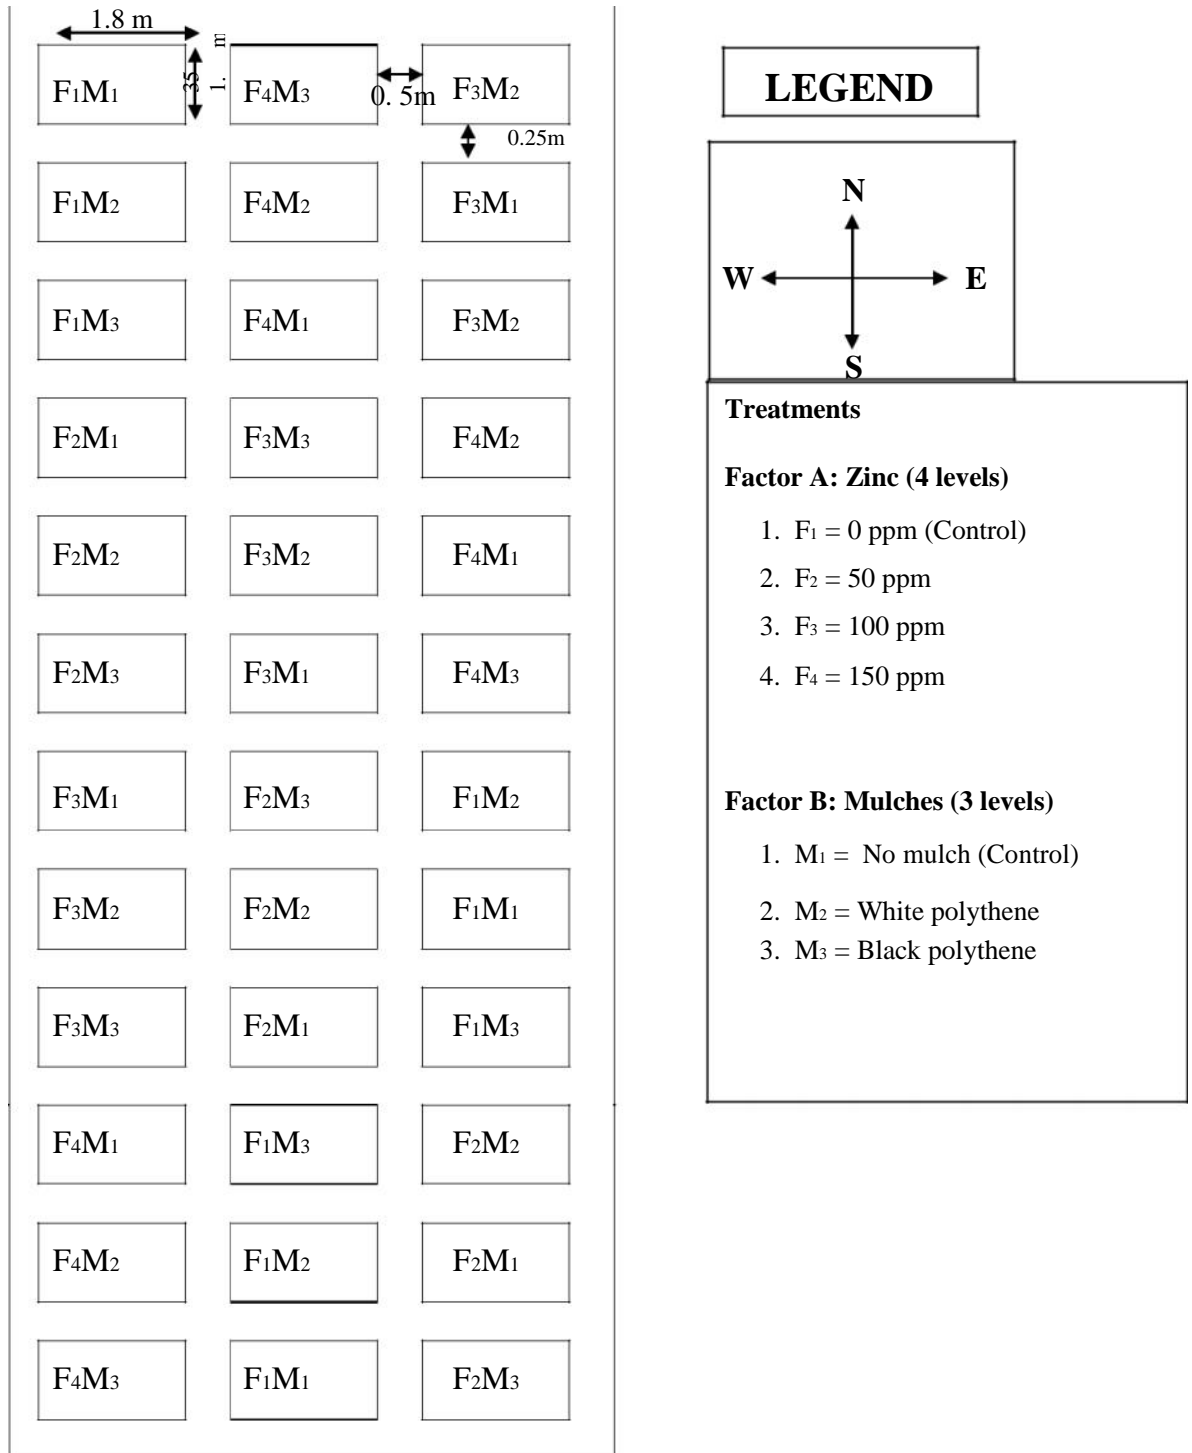 1.8 m
1. 35 m
F₁M₁ F₄M₃ 0. 5m F₃M₂
0.25m
F₁M₂ F₄M₂ F₃M₁
F₁M₃ F₄M₁ F₃M₂
F₂M₁ F₃M₃ F₄M₂
F₂M₂ F₃M₂ F₄M₁
F₂M₃ F₃M₁ F₄M₃
F₃M₁ F₂M₃ F₁M₂
F₃M₂ F₂M₂ F₁M₁
F₃M₃ F₂M₁ F₁M₃
F₄M₁ F₁M₃ F₂M₂
F₄M₂ F₁M₂ F₂M₁
F₄M₃ F₁M₁ F₂M₃
LEGEND
N
W E
S
Treatments
Factor A: Zinc (4 levels)
1. F₁ = 0 ppm (Control)
2. F₂ = 50 ppm
3. F₃ = 100 ppm
4. F₄ = 150 ppm
Factor B: Mulches (3 levels)
1. M₁ = No mulch (Control)
2. M₂ = White polythene
3. M₃ = Black polythene